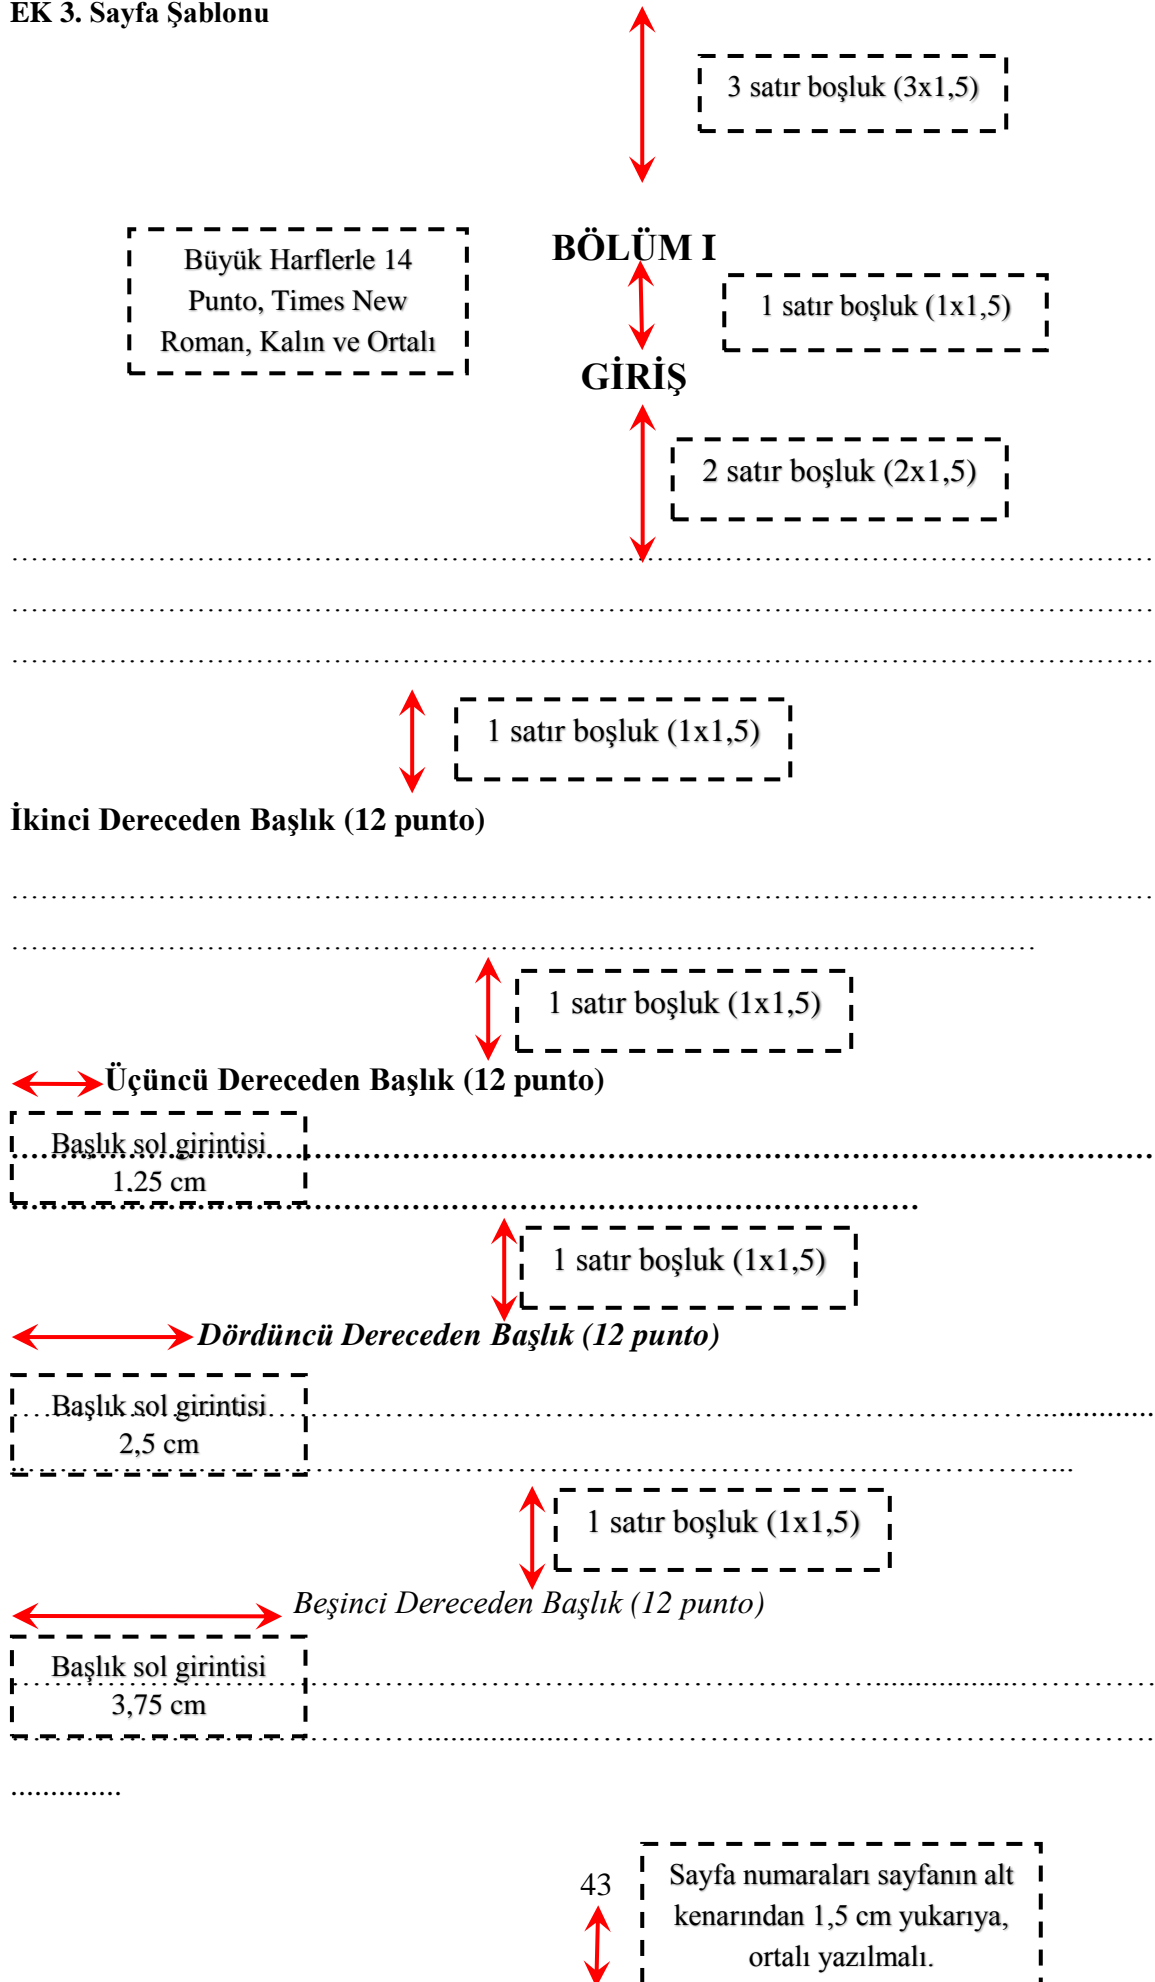 EK 3. Sayfa Şablonu
3 satır boşluk (3x1,5)
BÖLÜM I
Büyük Harflerle 14
Punto, Times New
Roman, Kalın ve Ortalı
1 satır boşluk (1x1,5)
GİRİŞ
2 satır boşluk (2x1,5)
1 satır boşluk (1x1,5)
İkinci Dereceden Başlık (12 punto)
1 satır boşluk (1x1,5)
Üçüncü Dereceden Başlık (12 punto)
Başlık sol girintisi
1,25 cm
1 satır boşluk (1x1,5)
Dördüncü Dereceden Başlık (12 punto)
Başlık sol girintisi
2,5 cm
1 satır boşluk (1x1,5)
Beşinci Dereceden Başlık (12 punto)
Başlık sol girintisi
3,75 cm
43
Sayfa numaraları sayfanın alt
kenarından 1,5 cm yukarıya,
ortalı yazılmalı.